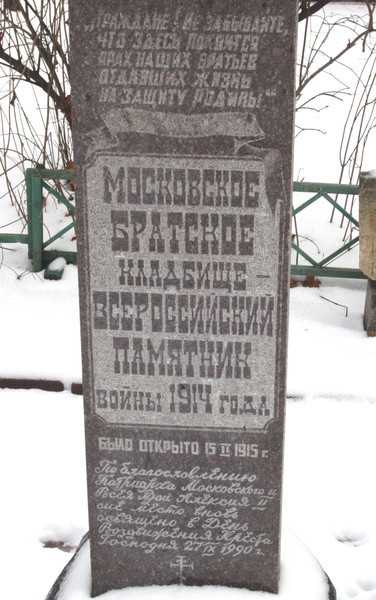 „ГРАЖДАНЕ! НЕ ЗАБЫВАЙТЕ,
ЧТО ЗДЕСЬ ПОКОИТСЯ
ПРАХ НАШИХ БРАТЬЕВ
ОТДАВШИХ ЖИЗНЬ
НА ЗАЩИТУ РОДИНЫ“
МОСКОВСКОЕ
БРАТСКОЕ
КЛАДБИЩЕ –
ВСЕРОССИЙСКИЙ
ПАМЯТНИК
ВОЙНЫ 1914 ГОДА
БЫЛО ОТКРЫТО 15 II 1915 г.
По благословлению
Патриарха Московского и
Всея Руси Алексия II
сие место вновь
освящено в День
Воздвижения Креста
Господня 27 IX 1990 г.